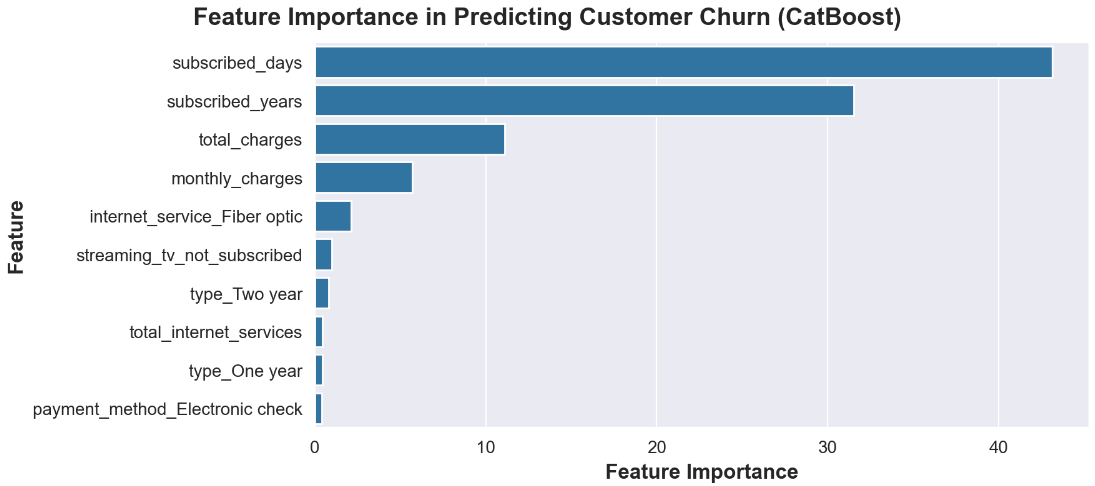 Feature Importance in Predicting Customer Churn (CatBoost)
Feature
subscribed_days
subscribed_years
total_charges
monthly_charges
internet_service_Fiber optic
streaming_tv_not_subscribed
type_Two year
total_internet_services
type_One year
payment_method_Electronic check
0 10 20 30 40
Feature Importance